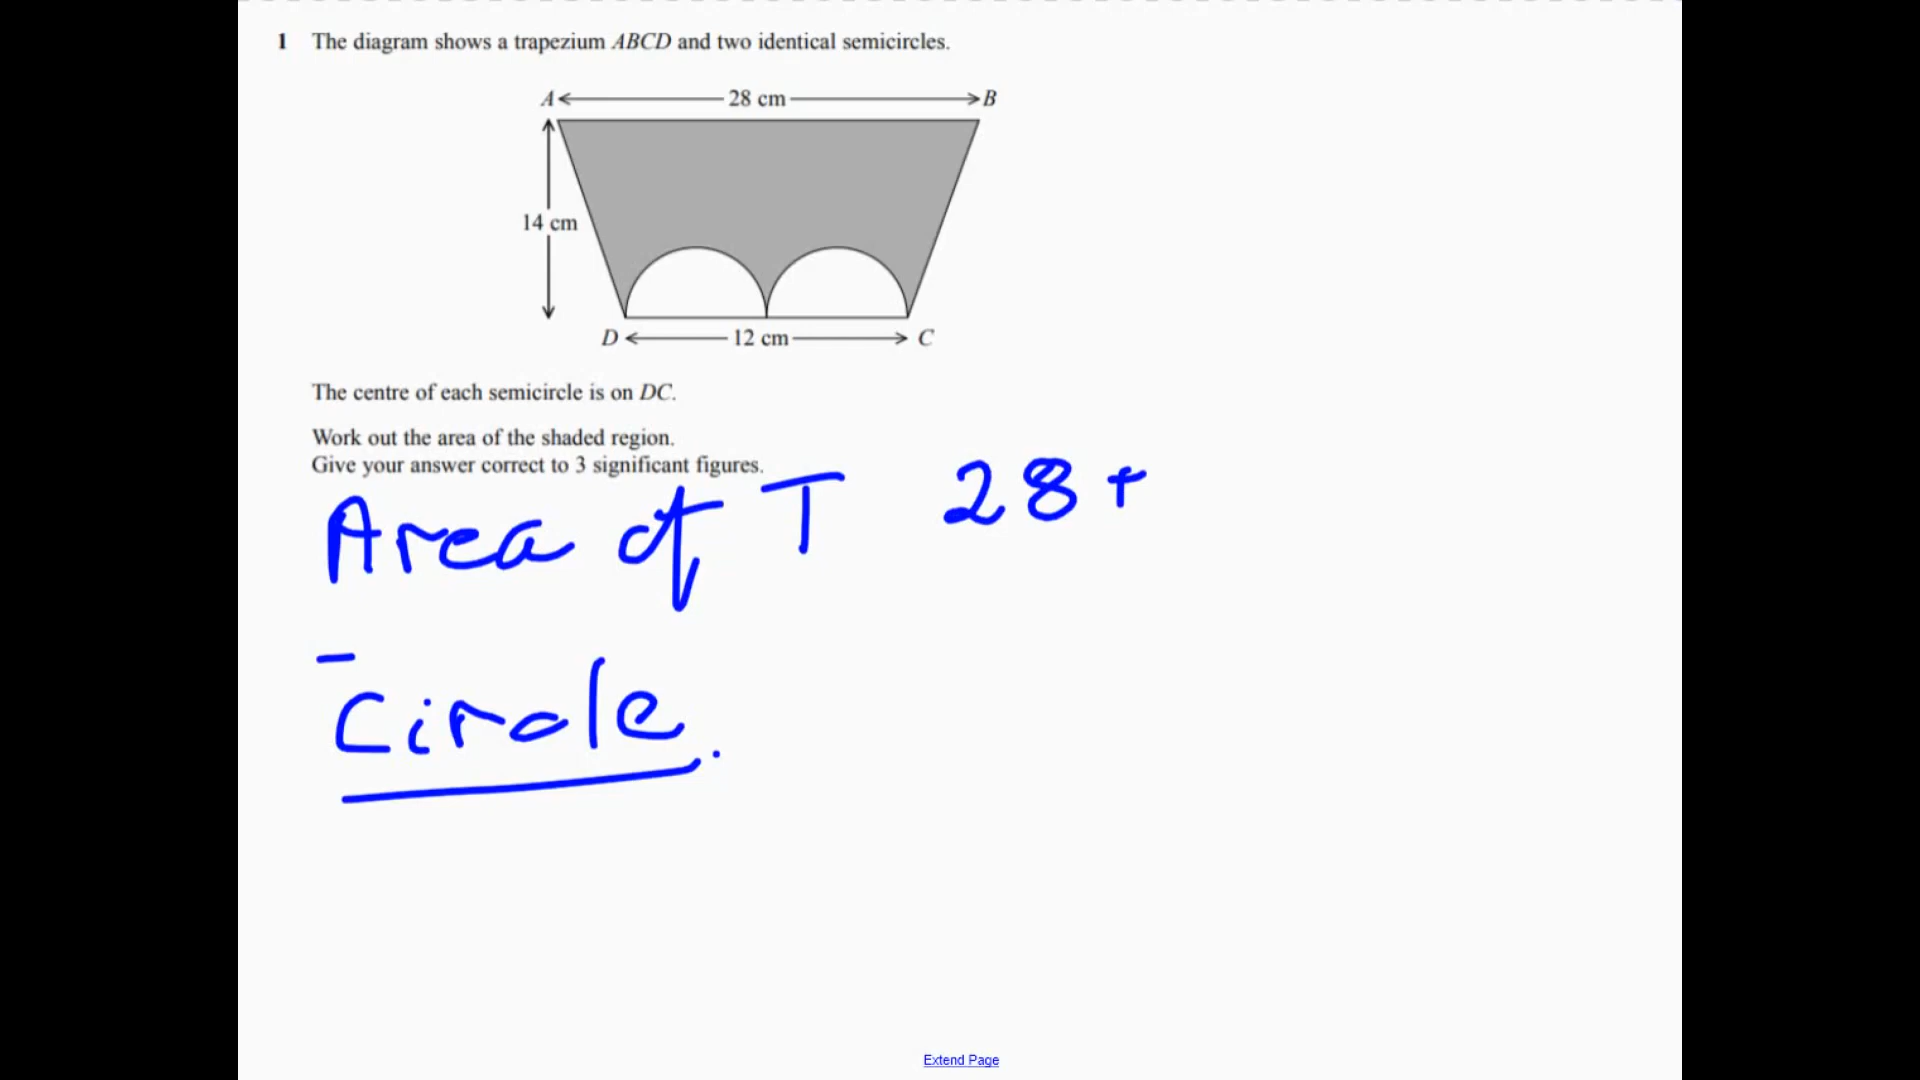 1 The diagram shows a trapezium ABCD and two identical semicircles.
A 28 cm B
14 cm
D 12 cm C
The centre of each semicircle is on DC.
Work out the area of the shaded region.
Give your answer correct to 3 significant figures.
Area of T 28 +
- Circle.
Extend Page